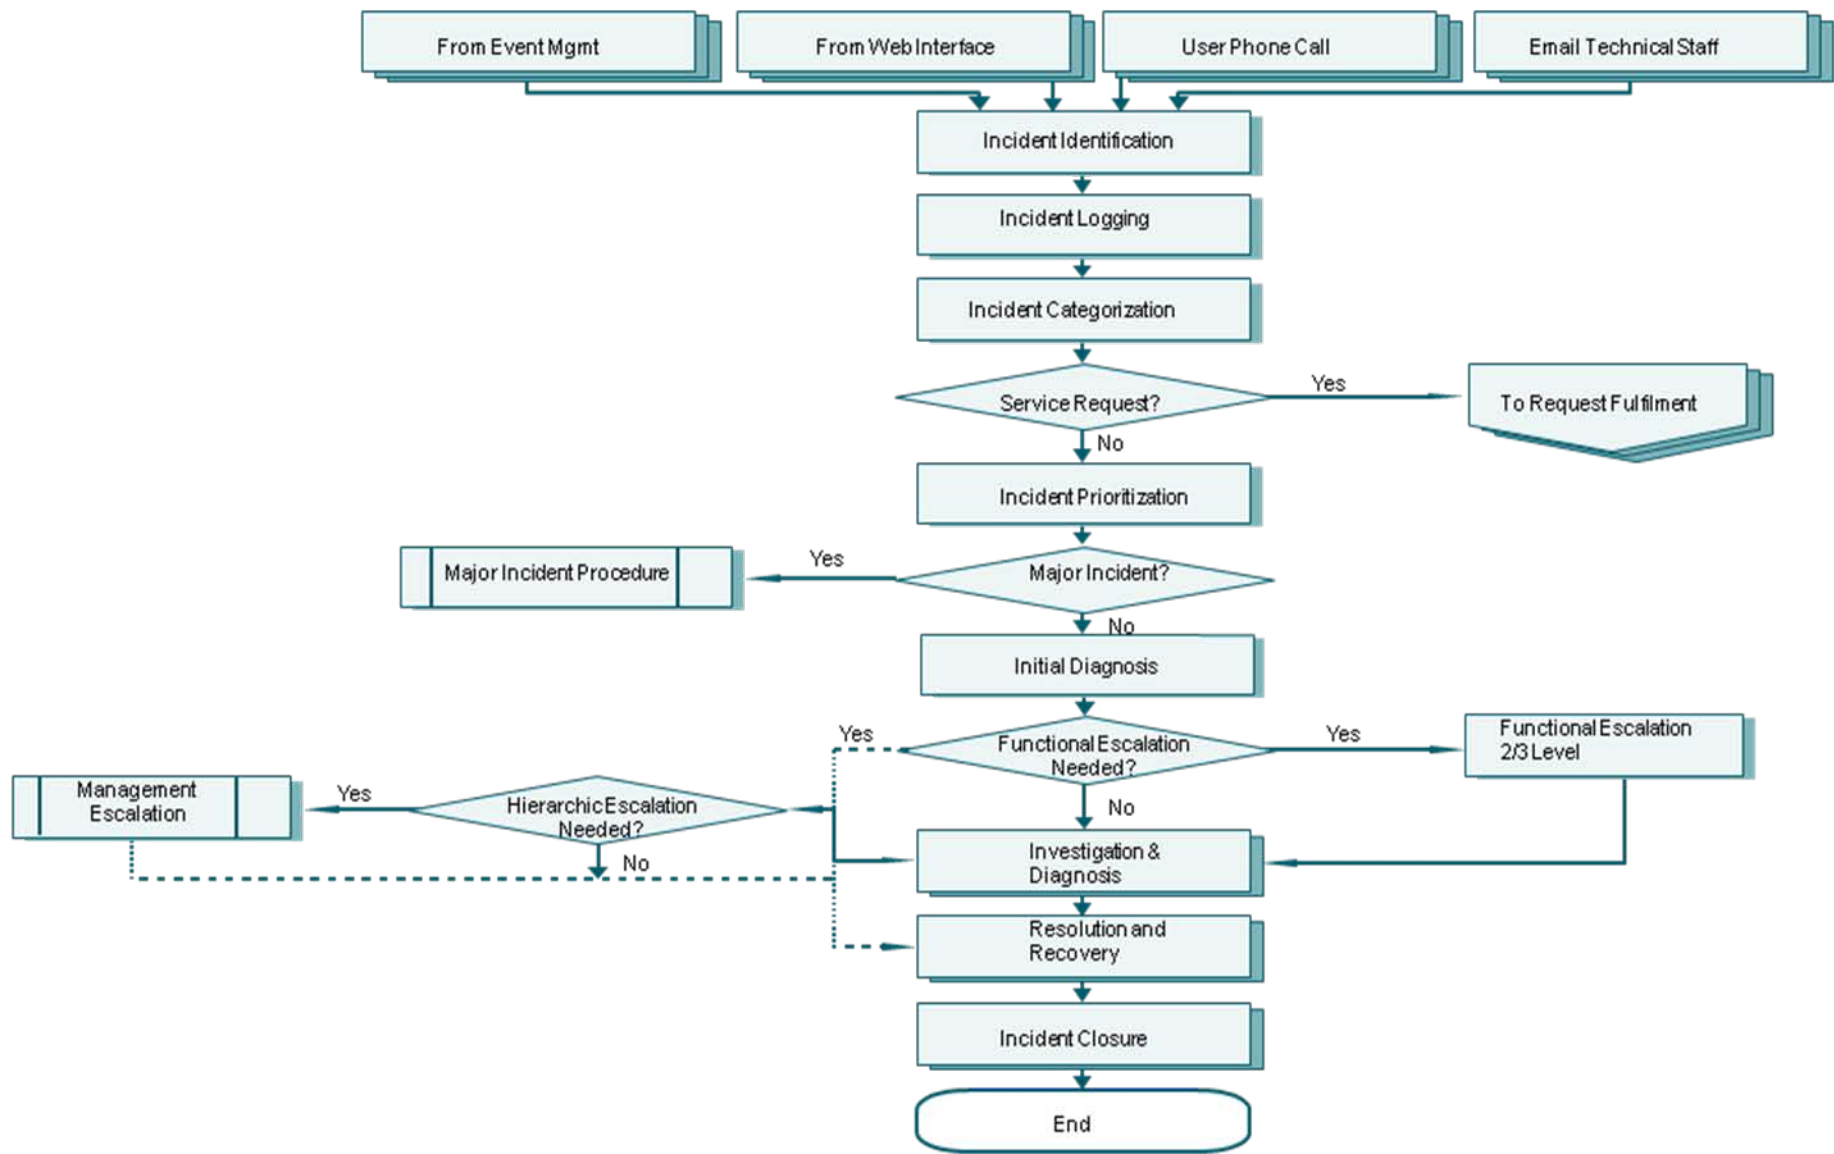 From Event Mgmt
From Web Interface
User Phone Call
Email Technical Staff
Incident Identification
Incident Logging
Incident Categorization
Service Request?
Yes
To Request Fulfilment
No
Incident Prioritization
Major Incident?
Yes
Major Incident Procedure
No
Initial Diagnosis
Functional Escalation
Needed?
Yes
Yes
Functional Escalation
2/3 Level
No
Hierarchic Escalation
Needed?
Yes
Management
Escalation
No
Investigation &
Diagnosis
Resolution and
Recovery
Incident Closure
End